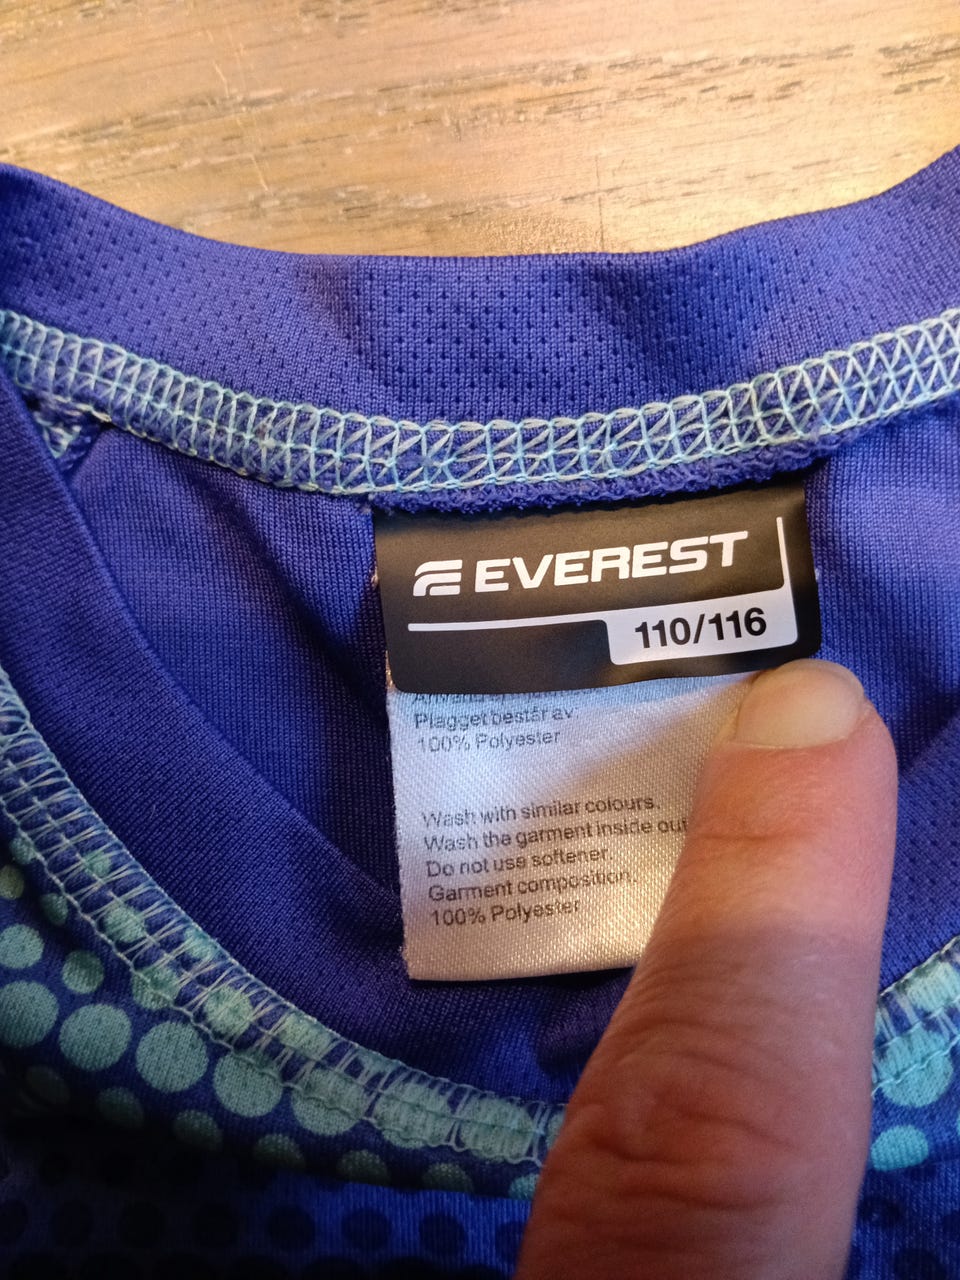 EVEREST
110/116
Plagget består av:
100% Polyester
Wash with similar colours.
Wash the garment inside out
Do not use softener.
Garment composition.
100% Polyester